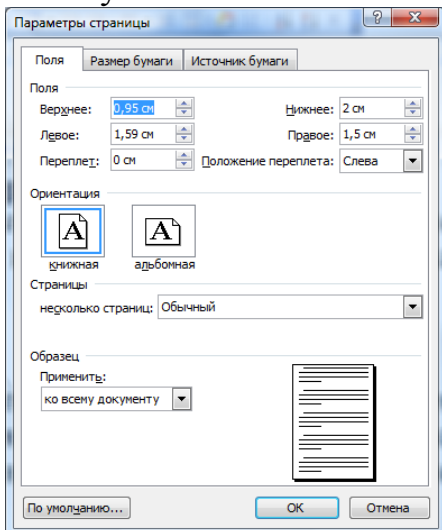 Параметры страницы
Поля Размер бумаги Источник бумаги
Поля
Верхнее: 0,95 см Нижнее: 2 см
Левое: 1,59 см Правое: 1,5 см
Переплет: 0 см Положение переплета: Слева
Ориентация
A A
книжная альбомная
Страницы
несколько страниц: Обычный
Образец
Применить:
ко всему документу
По умолчанию... ОК Отмена